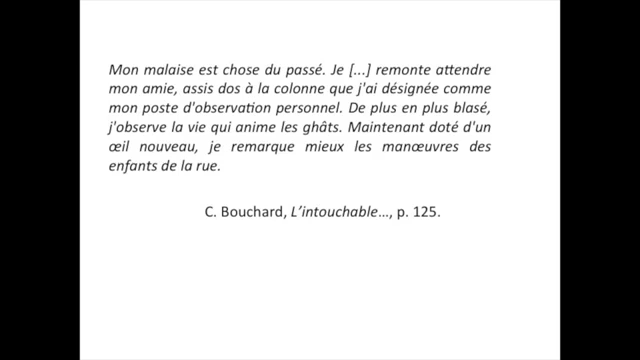 Mon malaise est chose du passé. Je [...] remonte attendre
mon amie, assis dos à la colonne que j'ai désignée comme
mon poste d'observation personnel. De plus en plus blasé,
j'observe la vie qui anime les ghâts. Maintenant doté d'un
œil nouveau, je remarque mieux les manœuvres des
enfants de la rue.
C. Bouchard, L'intouchable…, p. 125.